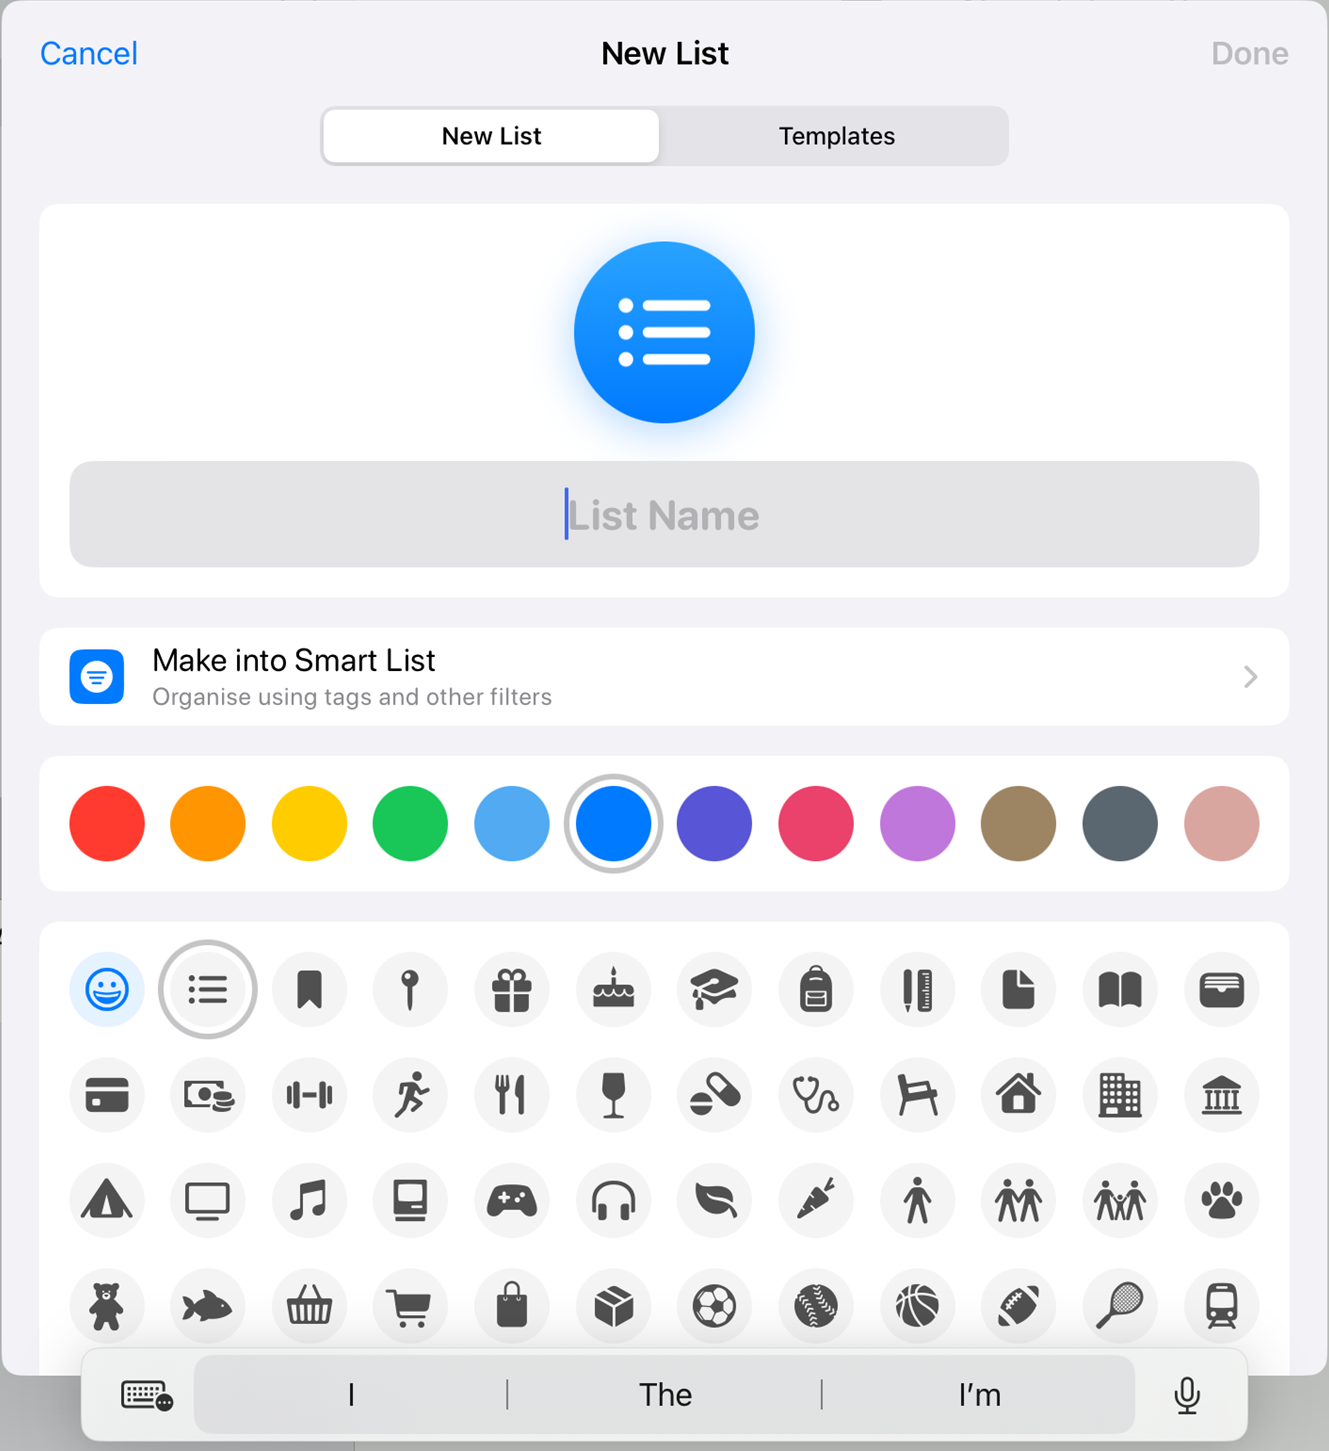 Cancel
New List
Done
New List
Templates
List Name
Make into Smart List
Organise using tags and other filters
I
The
I’m